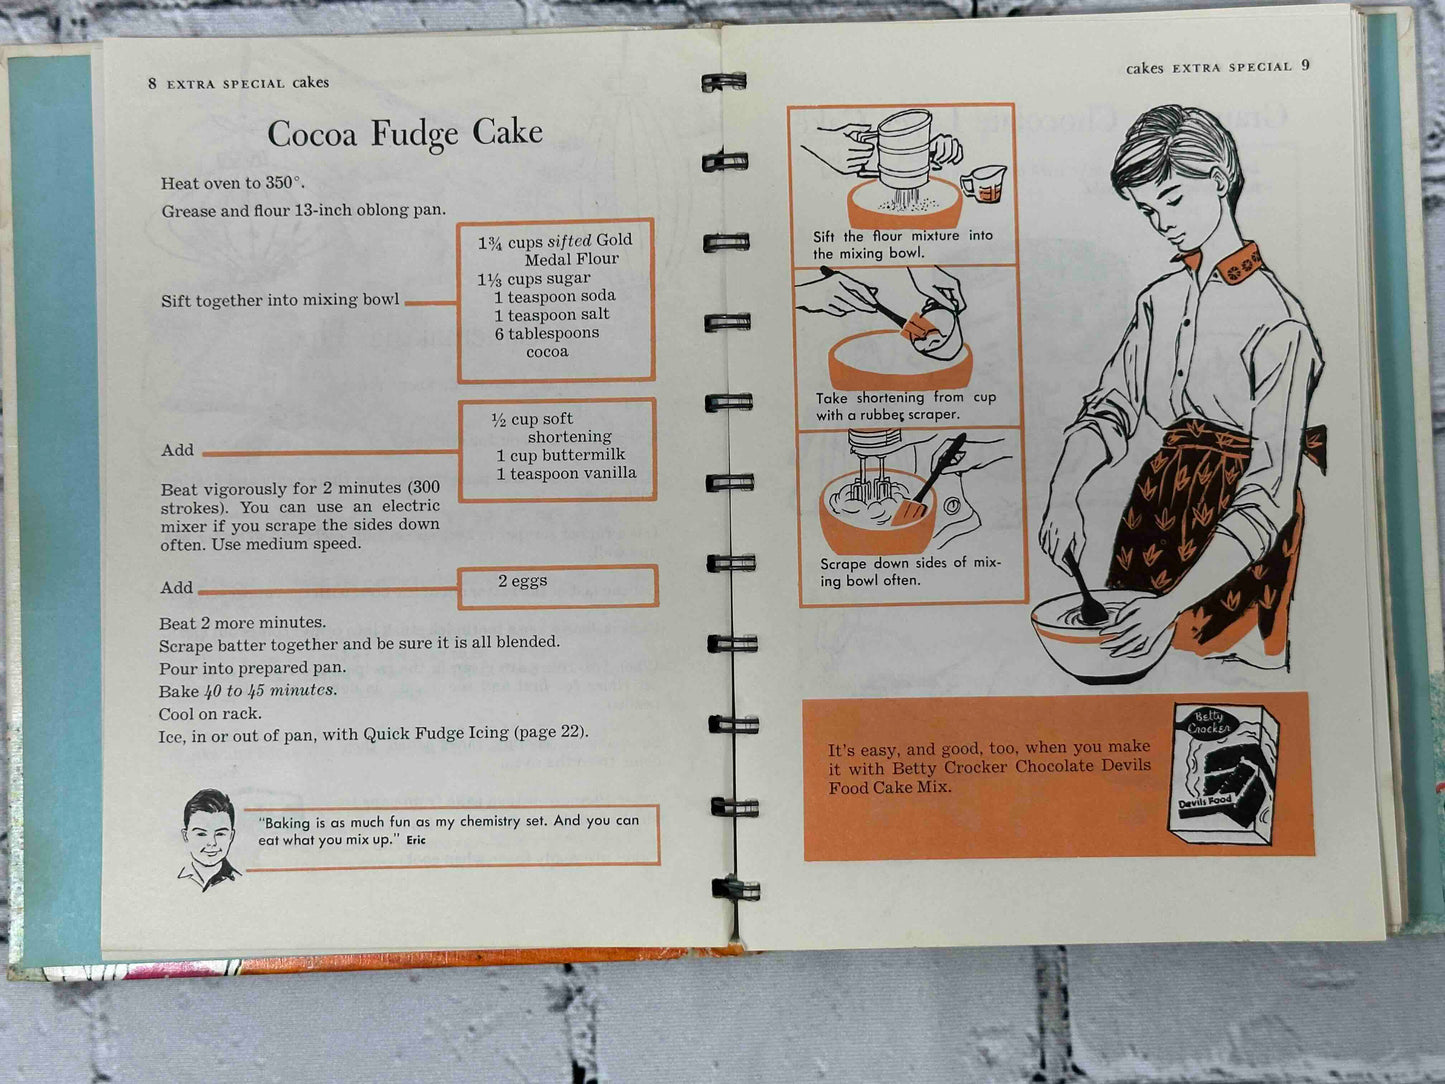 8 EXTRA SPECIAL cakes
Cocoa Fudge Cake
Heat oven to 350°.
Grease and flour 13-inch oblong pan.
Sift together into mixing bowl
1¾ cups sifted Gold
Medal Flour
1⅓ cups sugar
1 teaspoon soda
1 teaspoon salt
6 tablespoons
cocoa
Add
½ cup soft
shortening
1 cup buttermilk
1 teaspoon vanilla
Beat vigorously for 2 minutes (300
strokes). You can use an electric
mixer if you scrape the sides down
often. Use medium speed.
Add
2 eggs
Beat 2 more minutes.
Scrape batter together and be sure it is all blended.
Pour into prepared pan.
Bake 40 to 45 minutes.
Cool on rack.
Ice, in or out of pan, with Quick Fudge Icing (page 22).
"Baking is as much fun as my chemistry set. And you can
eat what you mix up." Eric
cakes EXTRA SPECIAL 9
Sift the flour mixture into
the mixing bowl.
Take shortening from cup
with a rubber scraper.
Scrape down sides of mix-
ing bowl often.
It's easy, and good, too, when you make
it with Betty Crocker Chocolate Devils
Food Cake Mix.
Betty
Crocker
Devils Food